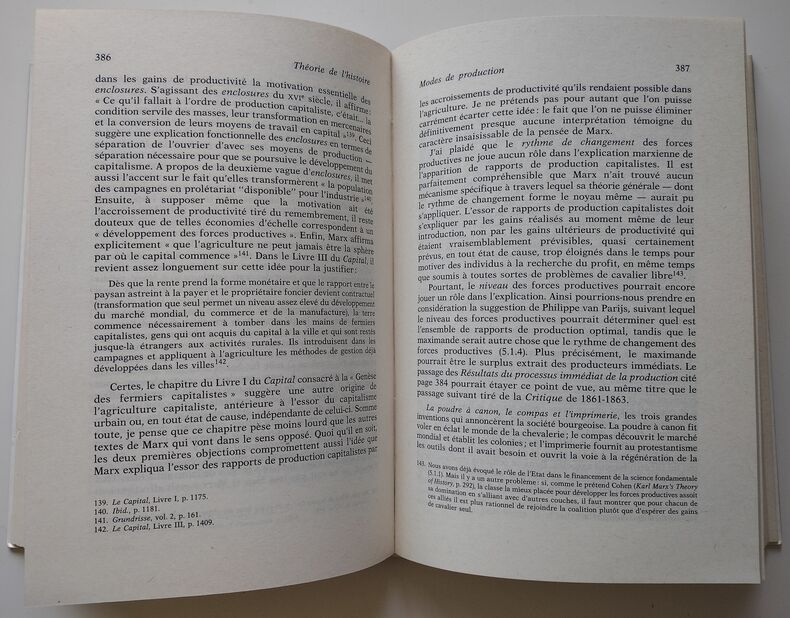 386
Théorie de l'histoire
dans les gains de productivité la motivation essentielle des
enclosures. S'agissant des enclosures du XVIe siècle, il affirme :
« Ce qu'il fallait à l'ordre de production capitaliste, c'était... la
condition servile des masses, leur transformation en mercenaires
et la conversion de leurs moyens de travail en capital »139. Ceci
suggère une explication fonctionnelle des enclosures en termes de
séparation de l'ouvrier d'avec ses moyens de production —
séparation nécessaire pour que se poursuive le développement du
capitalisme. A propos de la deuxième vague d'enclosures, il met
aussi l'accent sur le fait qu'elles transformèrent « la population
des campagnes en prolétariat "disponible" pour l'industrie »140.
Ensuite, à supposer même que la motivation ait été
l'accroissement de productivité tiré du remembrement, il reste
douteux que de telles économies d'échelle correspondent à un
« développement des forces productives ». Enfin, Marx affirma
explicitement « que l'agriculture ne peut jamais être la sphère
par où le capital commence »141. Dans le Livre III du Capital, il
revient assez longuement sur cette idée pour la justifier :
Dès que la rente prend la forme monétaire et que le rapport entre le
paysan astreint à la payer et le propriétaire foncier devient contractuel
(transformation que seul permet un niveau assez élevé du développement
du marché mondial, du commerce et de la manufacture), la terre
commence nécessairement à tomber dans les mains de fermiers
capitalistes, gens qui ont acquis du capital à la ville et qui sont restés
jusque-là étrangers aux activités rurales. Ils introduisent dans les
campagnes et appliquent à l'agriculture les méthodes de gestion déjà
développées dans les villes142.
Certes, le chapitre du Livre I du Capital consacré à la « Genèse
des fermiers capitalistes » suggère une autre origine de
l'agriculture capitaliste, antérieure à l'essor du capitalisme
urbain ou, en tout état de cause, indépendante de celui-ci. Somme
toute, je pense que ce chapitre pèse moins lourd que les autres
textes de Marx qui vont dans le sens opposé. Quoi qu'il en soit,
les deux premières objections compromettent aussi l'idée que
Marx expliqua l'essor des rapports de production capitalistes par
139. Le Capital, Livre I, p. 1175.
140. Ibid., p. 1181.
141. Grundrisse, vol. 2, p. 161.
142. Le Capital, Livre III, p. 1409.
Modes de production
387
les accroissements de productivité qu'ils rendaient possible dans
l'agriculture. Je ne prétends pas pour autant que l'on puisse
carrément écarter cette idée : le fait que l'on ne puisse éliminer
définitivement presque aucune interprétation témoigne du
caractère insaisissable de la pensée de Marx.
J'ai plaidé que le rythme de changement des forces
productives ne joue aucun rôle dans l'explication marxienne de
l'apparition de rapports de production capitalistes. Il est
parfaitement compréhensible que Marx n'ait trouvé aucun
mécanisme spécifique à travers lequel sa théorie générale — dont
le rythme de changement forme le noyau même — aurait pu
s'appliquer. L'essor de rapports de production capitalistes doit
s'expliquer par les gains réalisés au moment même de leur
introduction, non par les gains ultérieurs de productivité qui
étaient vraisemblablement prévisibles, quasi certainement
prévus, en tout état de cause, trop éloignés dans le temps pour
motiver des individus à la recherche du profit, en même temps
que soumis à toutes sortes de problèmes de cavalier libre143.
Pourtant, le niveau des forces productives pourrait encore
jouer un rôle dans l'explication. Ainsi pourrions-nous prendre en
considération la suggestion de Philippe van Parijs, suivant lequel
le niveau des forces productives pourrait déterminer quel est
l'ensemble de rapports de production optimal, tandis que le
maximande serait autre chose que le rythme de changement des
forces productives (5.1.4). Plus précisément, le maximande
pourrait être le surplus extrait des producteurs immédiats. Le
passage des Résultats du processus immédiat de la production cité
page 384 pourrait étayer ce point de vue, au même titre que le
passage suivant tiré de la Critique de 1861-1863.
La poudre à canon, le compas et l'imprimerie, les trois grandes
inventions qui annoncèrent la société bourgeoise. La poudre à canon fit
voler en éclat le monde de la chevalerie ; le compas découvrit le marché
mondial et établit les colonies ; et l'imprimerie fournit au protestantisme
les outils dont il avait besoin et ouvrit la voie à la régénération de la
143. Nous avons déjà évoqué le rôle de l'Etat dans le financement de la science fondamentale
(5.1.1). Mais il y a un autre problème : si, comme le prétend Cohen (Karl Marx's Theory
of History, p. 292), la classe la mieux placée pour développer les forces productives assoit
sa domination en s'alliant avec d'autres couches, il faut montrer que pour chacun de
ces alliés il est plus rationnel de rejoindre la coalition plutôt que d'espérer des gains
de cavalier seul.